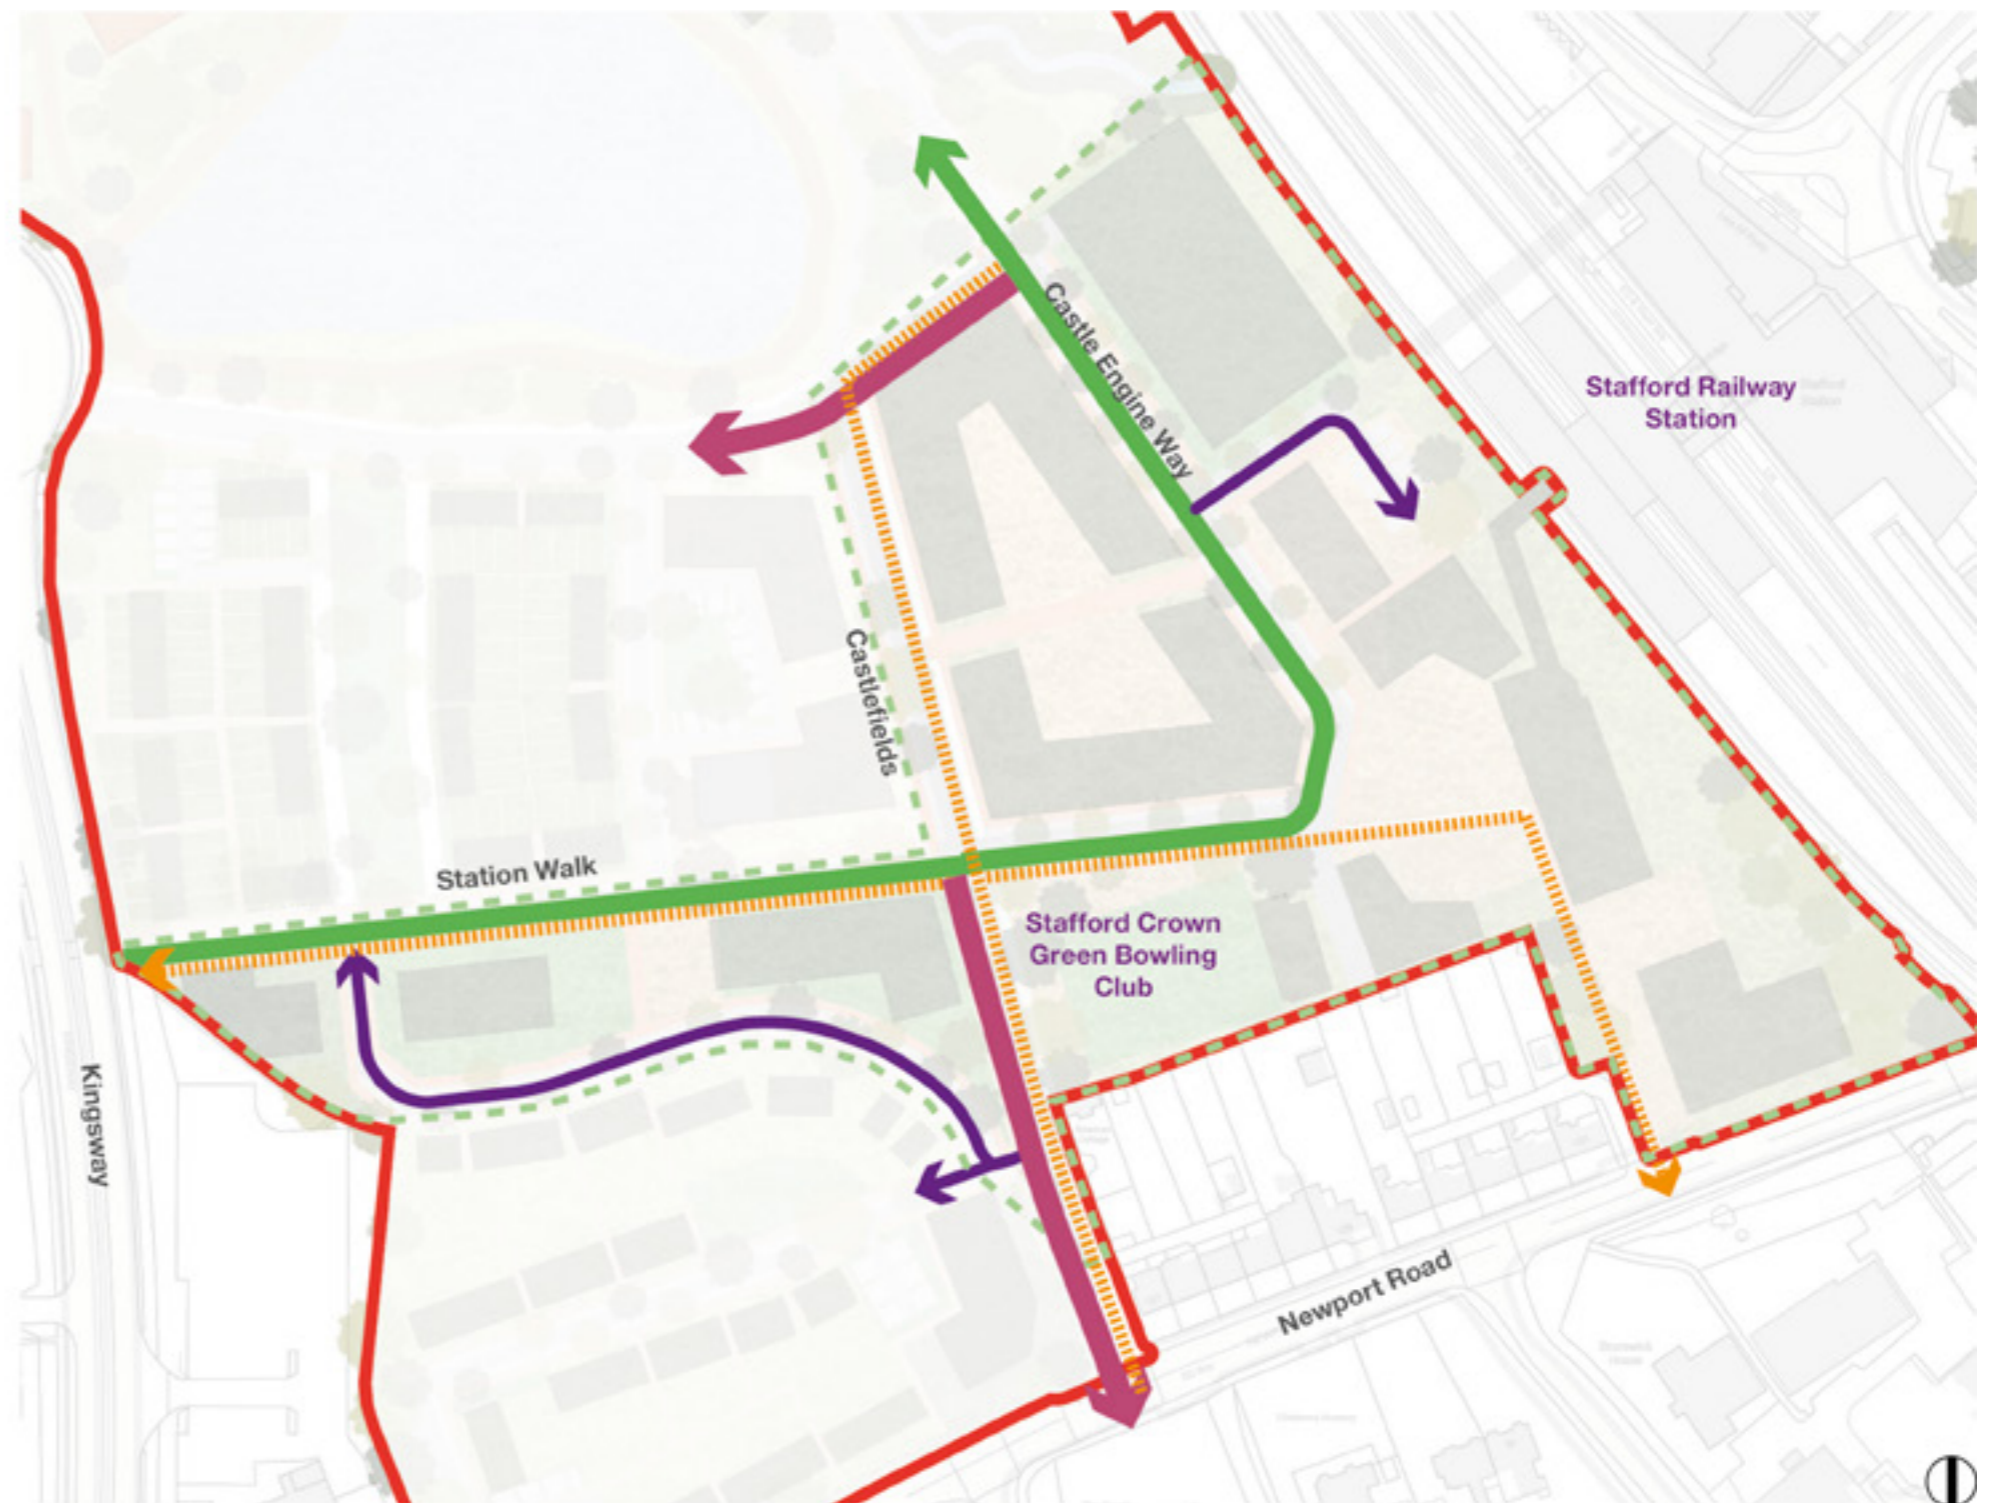 Castle Engine Way
Stafford Railway
Station
Castlefields
Station Walk
Stafford Crown
Green Bowling
Club
Kingsway
Newport Road